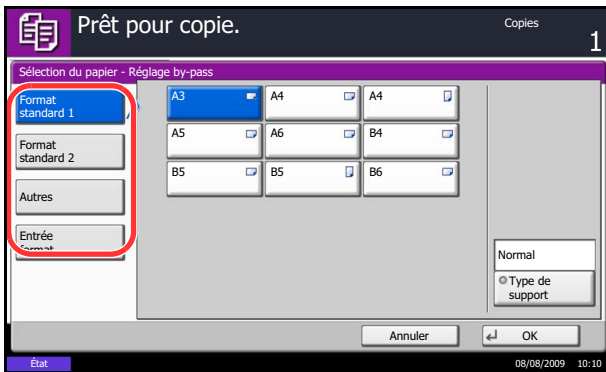 Prêt pour copie.
Copies
1
Sélection du papier - Réglage by-pass
Format
standard 1
A3
A4
A4
Format
standard 2
A5
A6
B4
B5
B5
B6
Autres
Entrée
format
Normal
Type de
support
Annuler
OK
État
08/08/2009 10:10